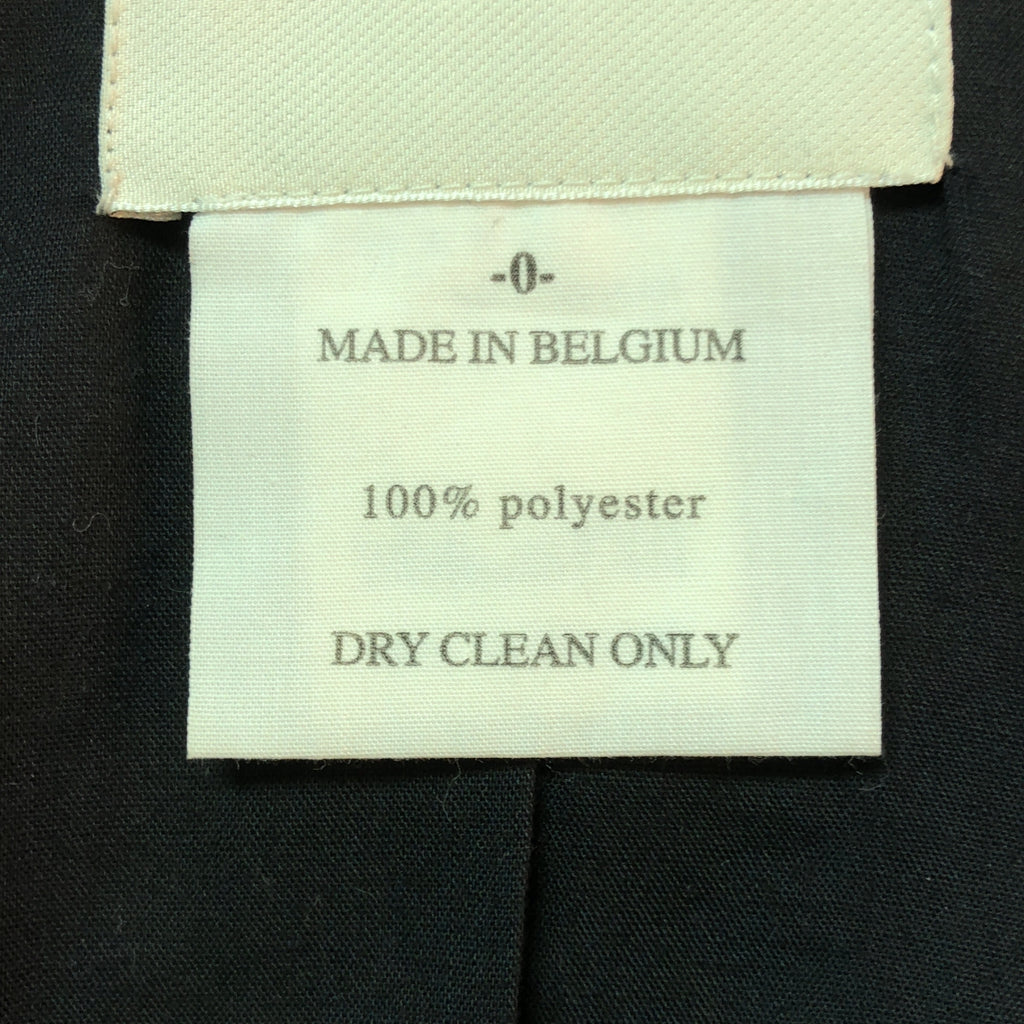 -0-
MADE IN BELGIUM
100% polyester
DRY CLEAN ONLY